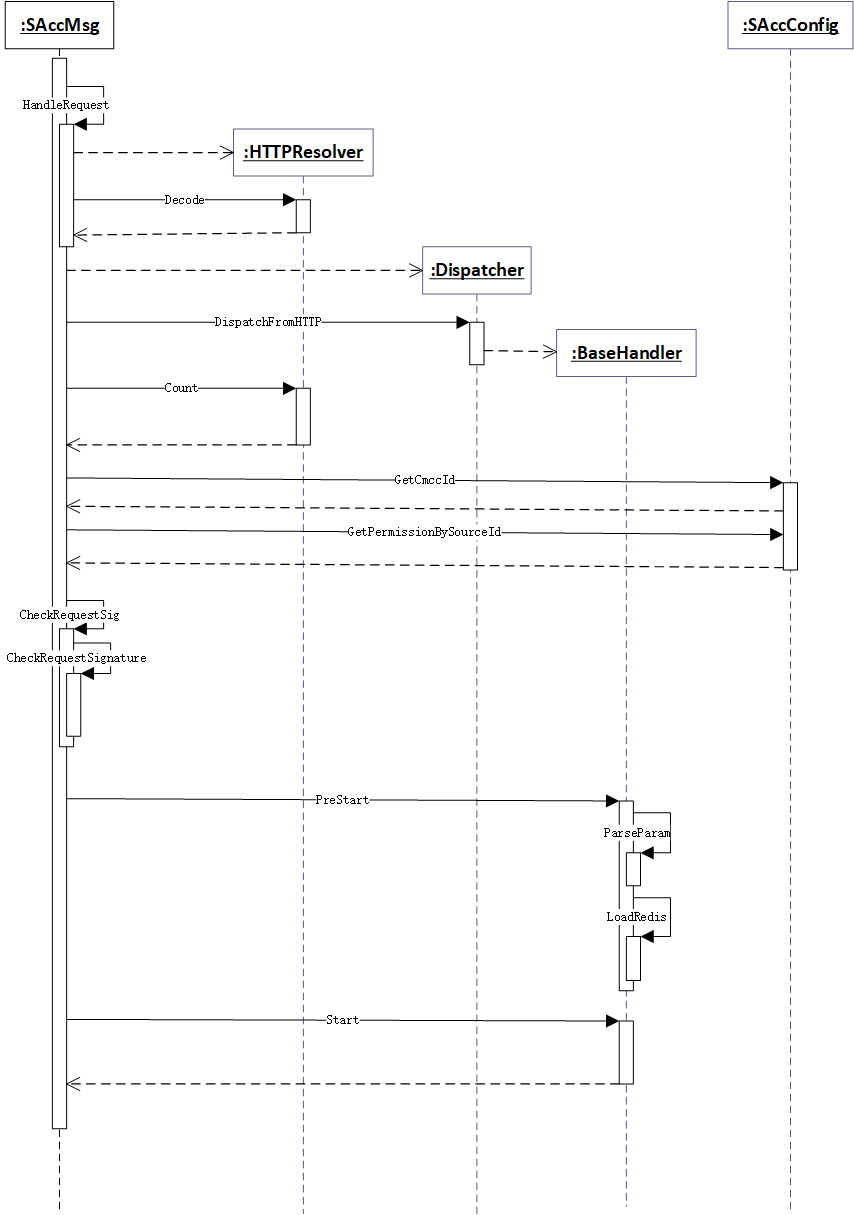 :SAccMsg
:SAccConfig
HandleRequest
:HTTPResolver
Decode
:Dispatcher
DispatchFromHTTP
:BaseHandler
Count
GetCmccId
GetPermissionBySourceId
CheckRequestSig
CheckRequestSignature
PreStart
ParseParam
LoadRedis
Start